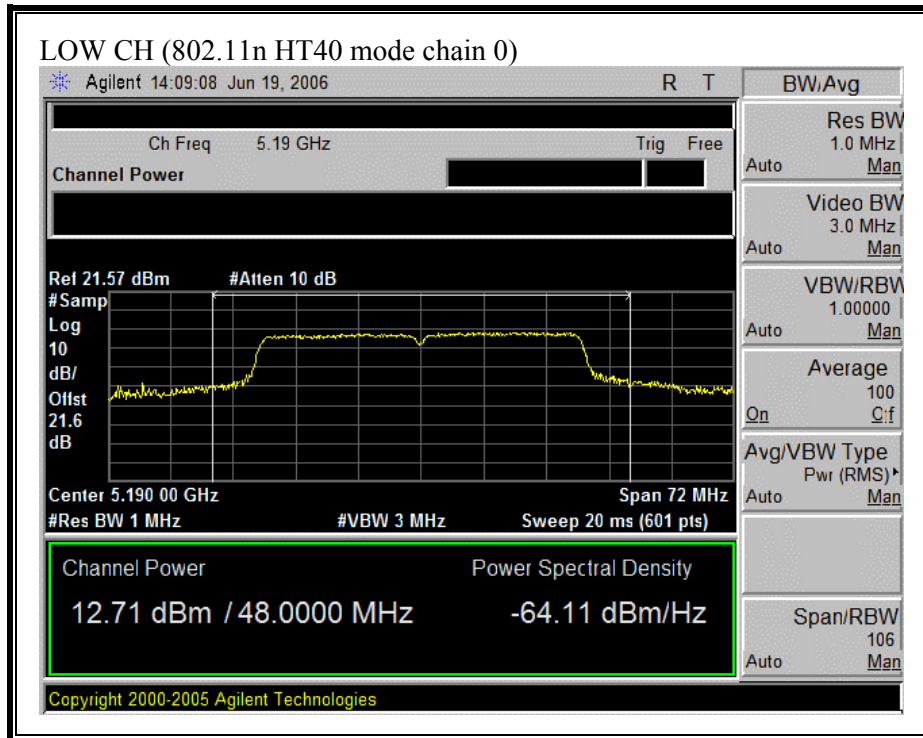 LOW CH (802.11n HT40 mode chain 0)
Agilent 14:09:08 Jun 19, 2006 R T
BW/Avg
Ch Freq 5.19 GHz Trig Free
Channel Power
Res BW
1.0 MHz
Auto Man
Video BW
3.0 MHz
Auto Man
VBW/RBW
1.00000
Auto Man
Average
100
On Off
Avg/VBW Type
Pwr (RMS)
Auto Man
Span/RBW
106
Auto Man
Ref 21.57 dBm #Atten 10 dB
#Samp
Log
10
dB/
Offst
21.6
dB
Center 5.190 00 GHz Span 72 MHz
#Res BW 1 MHz #VBW 3 MHz Sweep 20 ms (601 pts)
Channel Power Power Spectral Density
12.71 dBm / 48.0000 MHz -64.11 dBm/Hz
Copyright 2000-2005 Agilent Technologies